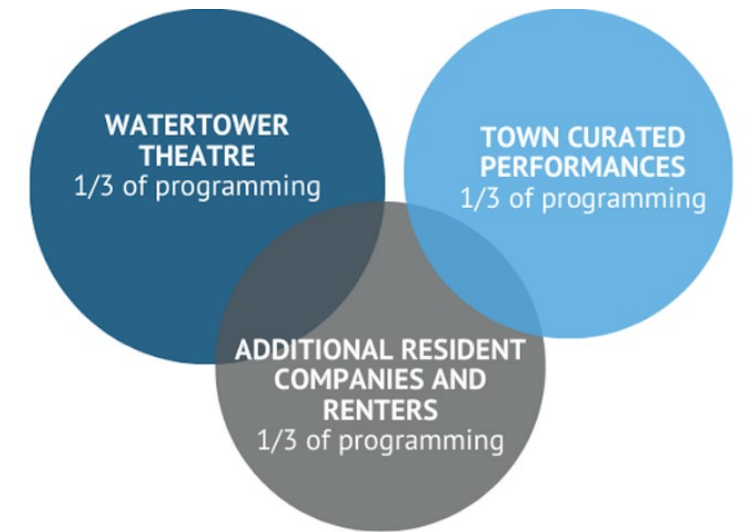 WATERTOWER
THEATRE
1/3 of programming
TOWN CURATED
PERFORMANCES
1/3 of programming
ADDITIONAL RESIDENT
COMPANIES AND
RENTERS
1/3 of programming